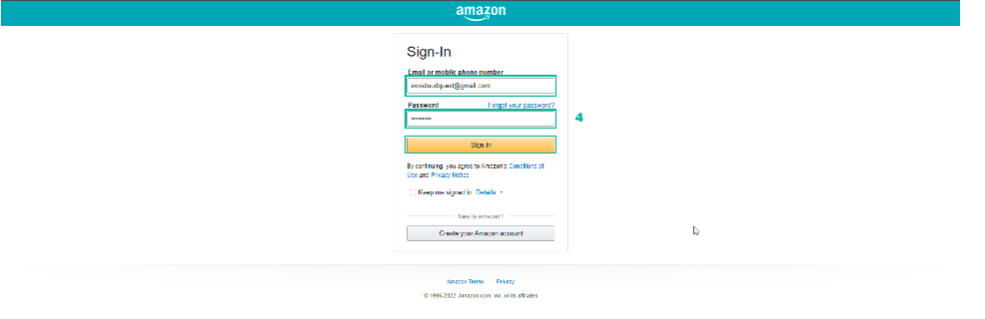 amazon
Sign-In
Email or mobile phone number
awscloudquest@gmail.com
Password Forgot your password?
4
Sign In
By continuing, you agree to Amazon's Conditions of
Use and Privacy Notice.
Keep me signed in. Details
New to Amazon?
Create your Amazon account
Amazon Terms Privacy
© 1996-2022, Amazon.com, Inc. or its affiliates